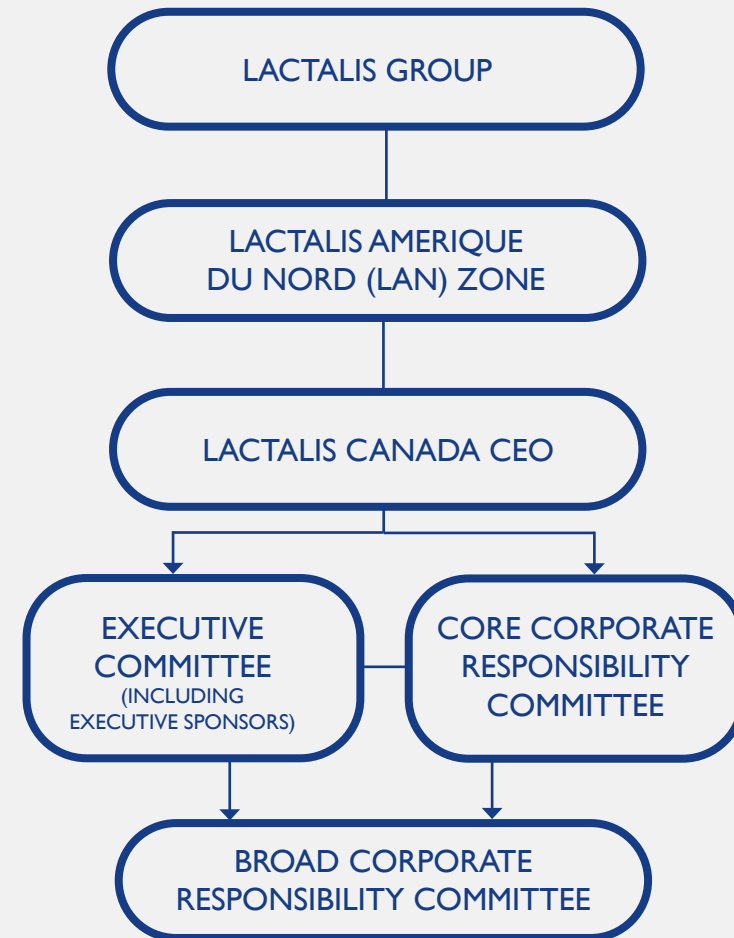 LACTALIS GROUP
LACTALIS AMERIQUE
DU NORD (LAN) ZONE
LACTALIS CANADA CEO
EXECUTIVE
COMMITTEE
(INCLUDING
EXECUTIVE SPONSORS)
CORE CORPORATE
RESPONSIBILITY
COMMITTEE
BROAD CORPORATE
RESPONSIBILITY COMMITTEE